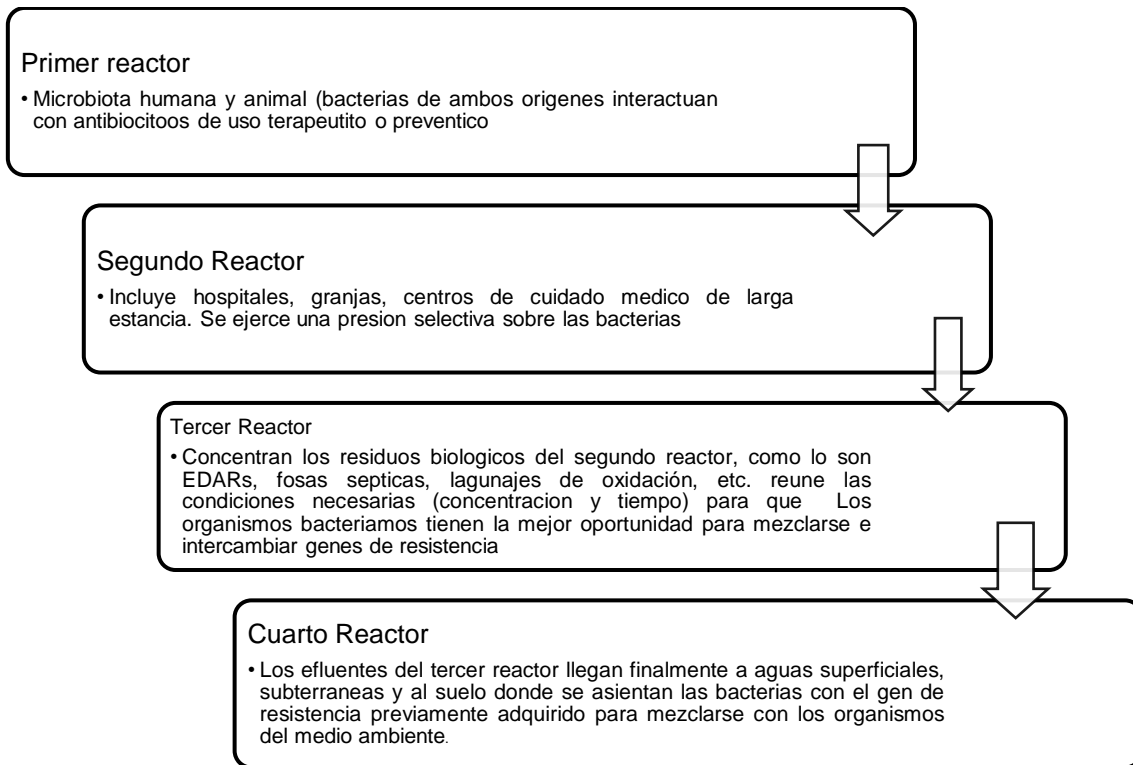 Primer reactor
• Microbiota humana y animal (bacterias de ambos origenes interactuan
con antibiocitoos de uso terapeutito o preventico
Segundo Reactor
• Incluye hospitales, granjas, centros de cuidado medico de larga
estancia. Se ejerce una presion selectiva sobre las bacterias
Tercer Reactor
• Concentran los residuos biologicos del segundo reactor, como lo son
EDARs, fosas septicas, lagunajes de oxidación, etc. reune las
condiciones necesarias (concentracion y tiempo) para que Los
organismos bacteriamos tienen la mejor oportunidad para mezclarse e
intercambiar genes de resistencia
Cuarto Reactor
• Los efluentes del tercer reactor llegan finalmente a aguas superficiales,
subterraneas y al suelo donde se asientan las bacterias con el gen de
resistencia previamente adquirido para mezclarse con los organismos
del medio ambiente.